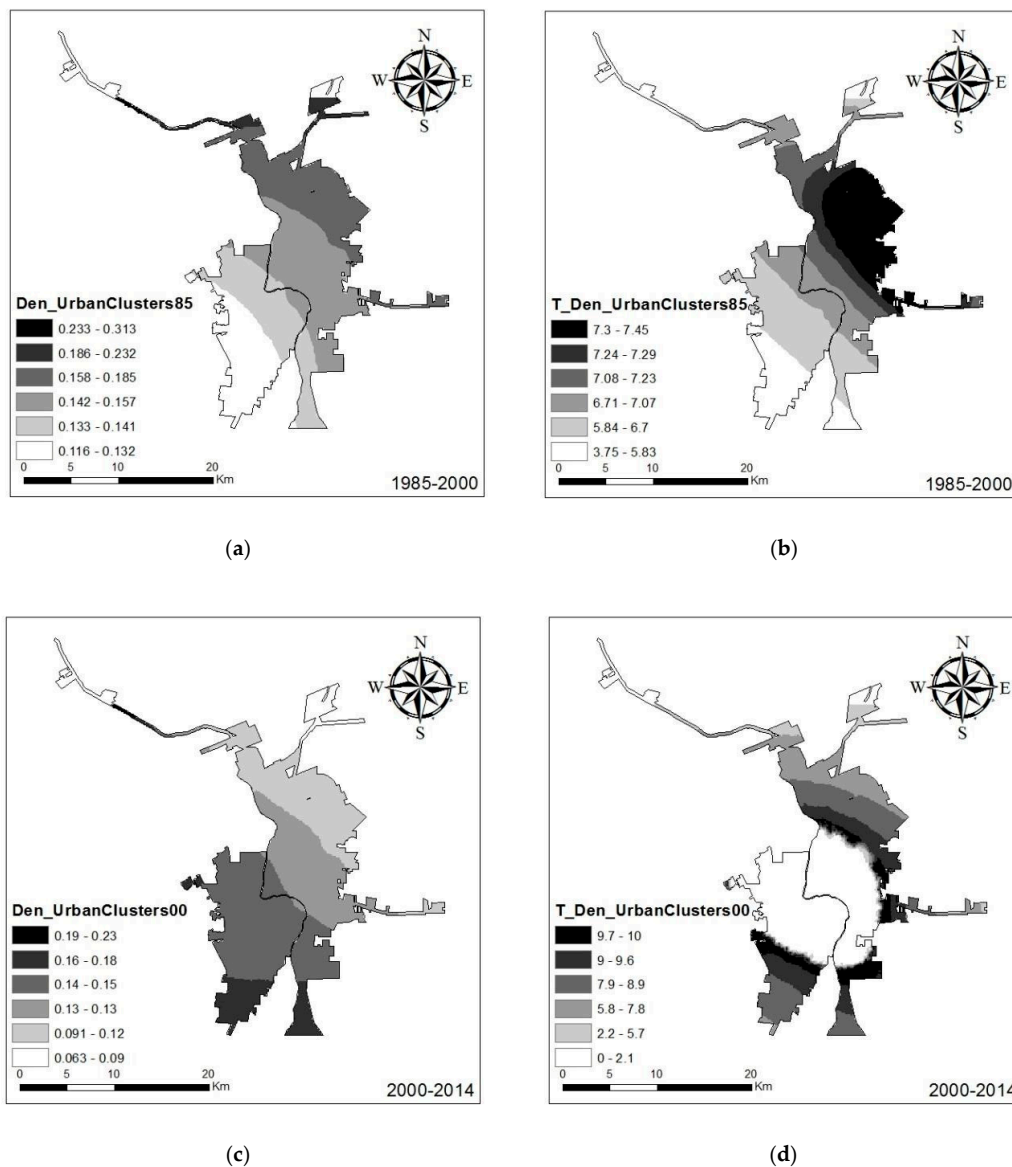 N
W E
S
Den_UrbanClusters85
0.233 - 0.313
0.186 - 0.232
0.158 - 0.185
0.142 - 0.157
0.133 - 0.141
0.116 - 0.132
0 5 10 20
Km
1985-2000
(a)
N
W E
S
T_Den_UrbanClusters85
7.3 - 7.45
7.24 - 7.29
7.08 - 7.23
6.71 - 7.07
5.84 - 6.7
3.75 - 5.83
0 5 10 20
Km
1985-2000
(b)
N
W E
S
Den_UrbanClusters00
0.19 - 0.23
0.16 - 0.18
0.14 - 0.15
0.13 - 0.13
0.091 - 0.12
0.063 - 0.09
0 5 10 20
Km
2000-2014
(c)
N
W E
S
T_Den_UrbanClusters00
9.7 - 10
9 - 9.6
7.9 - 8.9
5.8 - 7.8
2.2 - 5.7
0 - 2.1
0 5 10 20
Km
2000-2014
(d)